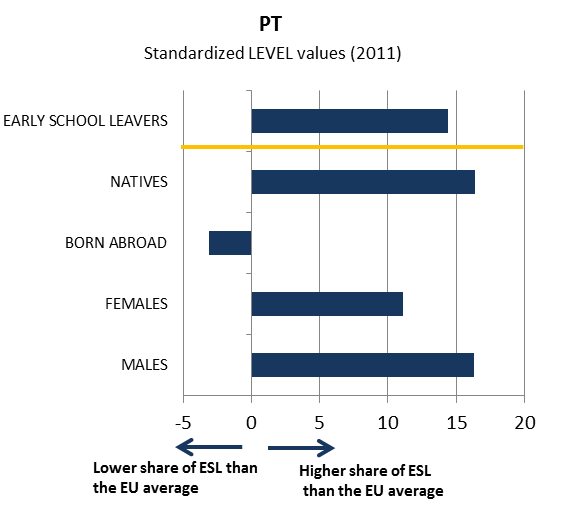 PT
Standardized LEVEL values (2011)
EARLY SCHOOL LEAVERS
NATIVES
BORN ABROAD
FEMALES
MALES
-5 0 5 10 15 20
Lower share of ESL than
the EU average
Higher share of ESL
than the EU average